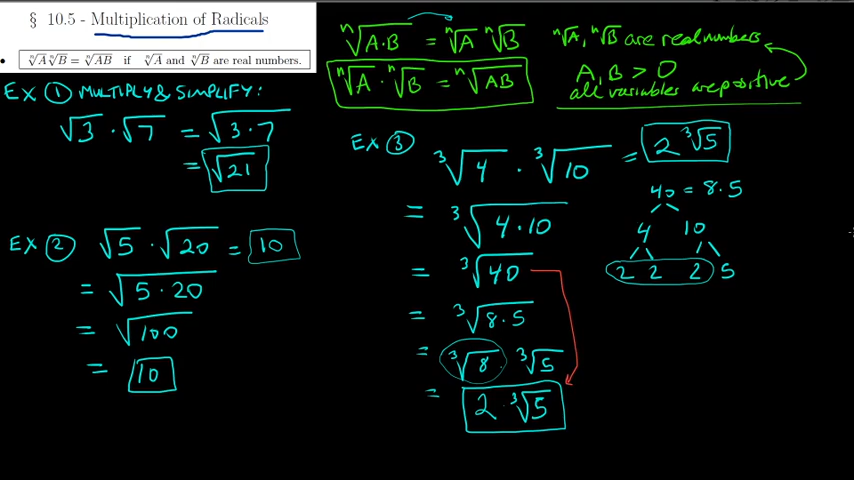 § 10.5 - Multiplication of Radicals
• ⁿ√A ⁿ√B = ⁿ√AB if ⁿ√A and ⁿ√B are real numbers.
ⁿ√A·B = ⁿ√A ⁿ√B
ⁿ√A · ⁿ√B = ⁿ√AB
ⁿ√A, ⁿ√B are real numbers
A, B > 0
all variables are positive
EX ① MULTIPLY & SIMPLIFY:
√3 · √7 = √3·7
= √21
EX ② √5 · √20 = 10
= √5·20
= √100
= 10
EX ③ ³√4 · ³√10 = 2 ³√5
= ³√4·10
= ³√40
= ³√8·5
= ³√8 · ³√5
= 2 · ³√5
40 = 8·5
4 10
2 2 2 5